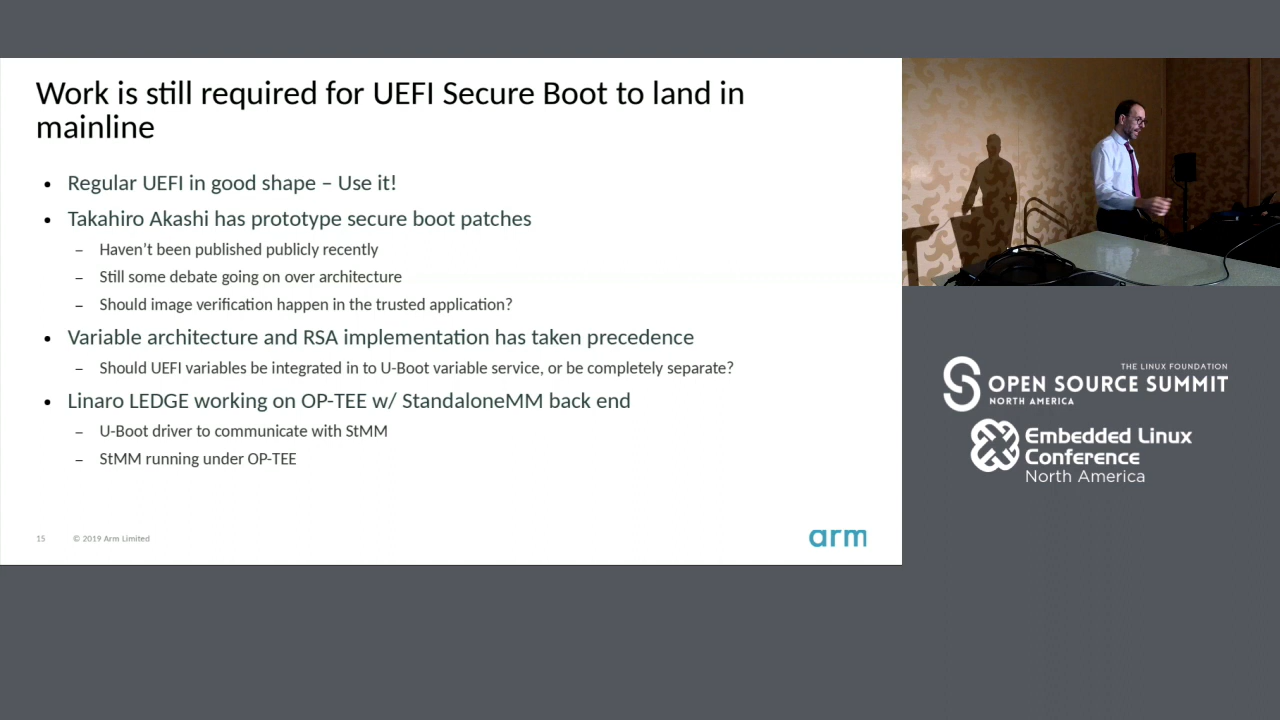 Work is still required for UEFI Secure Boot to land in
mainline
• Regular UEFI in good shape – Use it!
• Takahiro Akashi has prototype secure boot patches
– Haven't been published publicly recently
– Still some debate going on over architecture
– Should image verification happen in the trusted application?
• Variable architecture and RSA implementation has taken precedence
– Should UEFI variables be integrated in to U-Boot variable service, or be completely separate?
• Linaro LEDGE working on OP-TEE w/ StandaloneMM back end
– U-Boot driver to communicate with StMM
– StMM running under OP-TEE
15 © 2019 Arm Limited
arm
THE LINUX FOUNDATION
OPEN SOURCE SUMMIT
NORTH AMERICA
Embedded Linux
Conference
North America